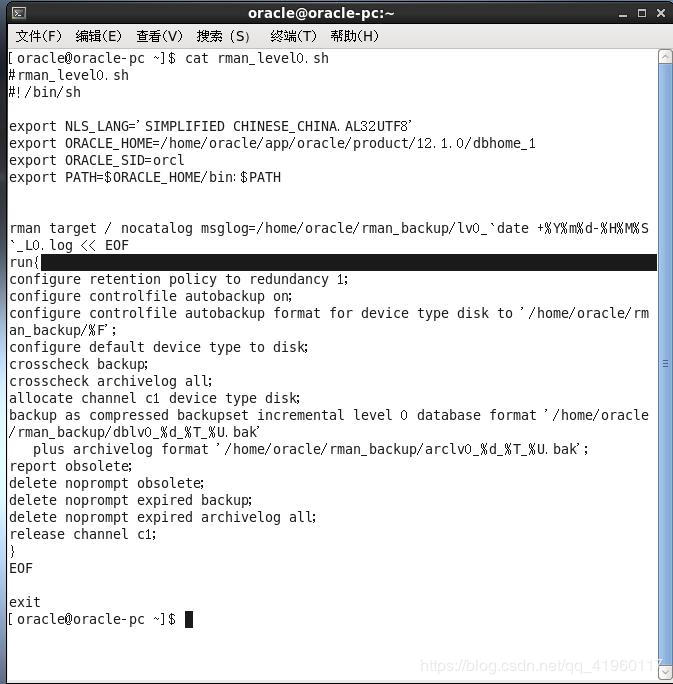 oracle@oracle-pc:~
文件(F) 编辑(E) 查看(V) 搜索 (S) 终端(T) 帮助(H)
[oracle@oracle-pc ~]$ cat rman_level0.sh
#rman_level0.sh
#!/bin/sh
export NLS_LANG='SIMPLIFIED CHINESE_CHINA.AL32UTF8'
export ORACLE_HOME=/home/oracle/app/oracle/product/12.1.0/dbhome_1
export ORACLE_SID=orcl
export PATH=$ORACLE_HOME/bin:$PATH
rman target / nocatalog msglog=/home/oracle/rman_backup/lv0_`date +%Y%m%d-%H%M%S
`_L0.log << EOF
run{
configure retention policy to redundancy 1;
configure controlfile autobackup on;
configure controlfile autobackup format for device type disk to '/home/oracle/rm
an_backup/%F';
configure default device type to disk;
crosscheck backup;
crosscheck archivelog all;
allocate channel c1 device type disk;
backup as compressed backupset incremental level 0 database format '/home/oracle
/rman_backup/dblv0_%d_%T_%U.bak'
plus archivelog format '/home/oracle/rman_backup/arclv0_%d_%T_%U.bak';
report obsolete;
delete noprompt obsolete;
delete noprompt expired backup;
delete noprompt expired archivelog all;
release channel c1;
}
EOF
exit
[oracle@oracle-pc ~]$
https://blog.csdn.net/qq_41960117